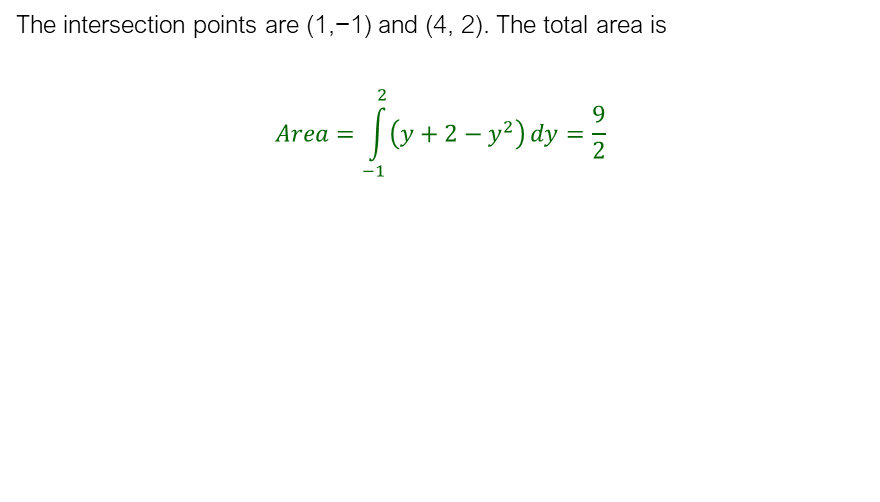 The intersection points are (1,−1) and (4, 2). The total area is
Area = ∫_{−1}^{2} (y + 2 − y²) dy = 9/2